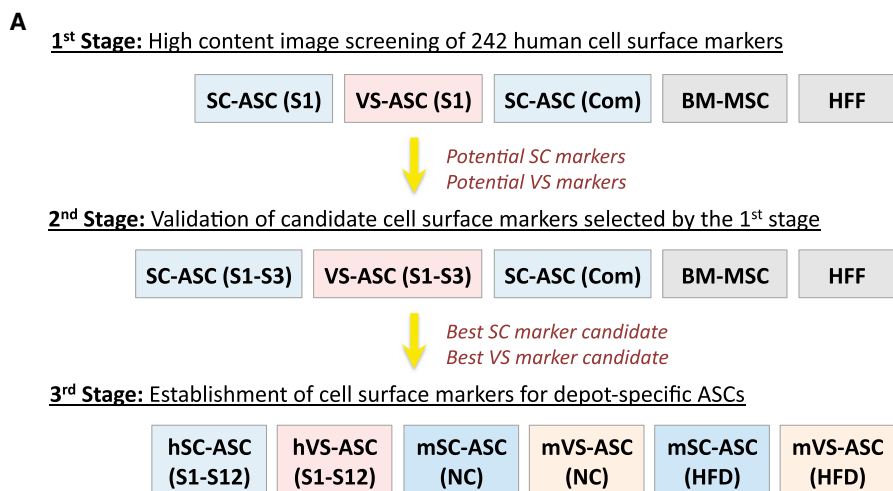 A
1st Stage: High content image screening of 242 human cell surface markers
SC-ASC (S1) VS-ASC (S1) SC-ASC (Com) BM-MSC HFF
Potential SC markers
Potential VS markers
2nd Stage: Validation of candidate cell surface markers selected by the 1st stage
SC-ASC (S1-S3) VS-ASC (S1-S3) SC-ASC (Com) BM-MSC HFF
Best SC marker candidate
Best VS marker candidate
3rd Stage: Establishment of cell surface markers for depot-specific ASCs
hSC-ASC hVS-ASC mSC-ASC mVS-ASC mSC-ASC mVS-ASC
(S1-S12) (S1-S12) (NC) (NC) (HFD) (HFD)